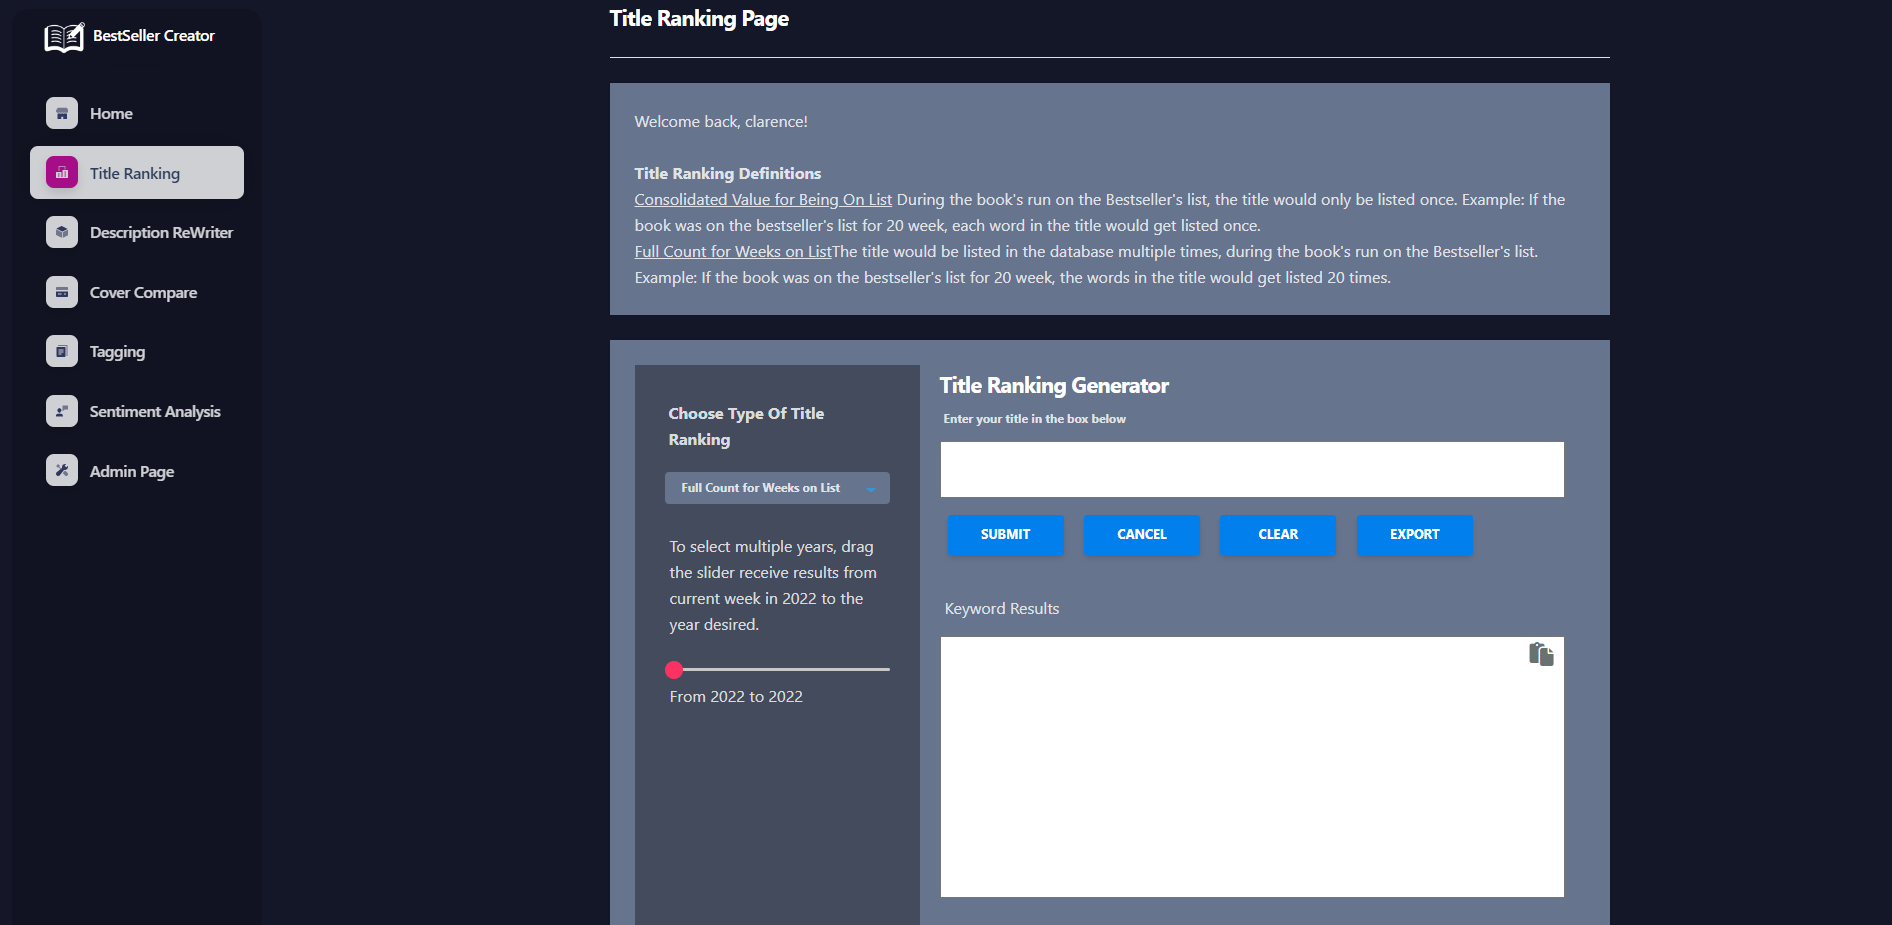 BestSeller Creator
Home
Title Ranking
Description ReWriter
Cover Compare
Tagging
Sentiment Analysis
Admin Page
Title Ranking Page
Welcome back, clarence!
Title Ranking Definitions
Consolidated Value for Being On List During the book's run on the Bestseller's list, the title would only be listed once. Example: If the
book was on the bestseller's list for 20 week, each word in the title would get listed once.
Full Count for Weeks on ListThe title would be listed in the database multiple times, during the book's run on the Bestseller's list.
Example: If the book was on the bestseller's list for 20 week, the words in the title would get listed 20 times.
Choose Type Of Title
Ranking
Full Count for Weeks on List
To select multiple years, drag
the slider receive results from
current week in 2022 to the
year desired.
From 2022 to 2022
Title Ranking Generator
Enter your title in the box below
SUBMIT CANCEL CLEAR EXPORT
Keyword Results